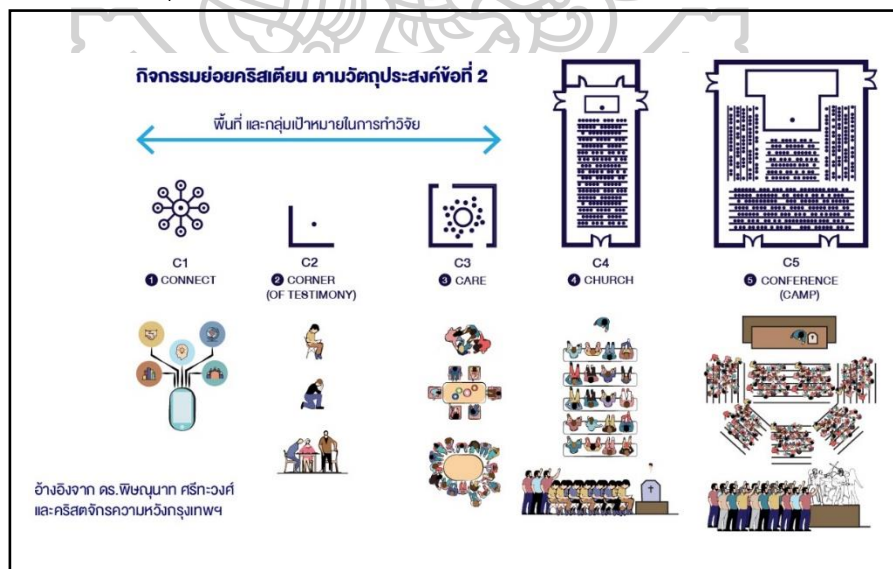 กิจกรรมย่อยคริสเตียน ตามวัตถุประสงค์ข้อที่ 2
พื้นที่ และกลุ่มเป้าหมายในการทำวิจัย
C1
1 CONNECT
C2
2 CORNER
(OF TESTIMONY)
C3
3 CARE
C4
4 CHURCH
C5
5 CONFERENCE
(CAMP)
อ้างอิงจาก ดร.พิษณุนาท ศรีทะวงศ์
และคริสตจักรความหวังกรุงเทพฯ